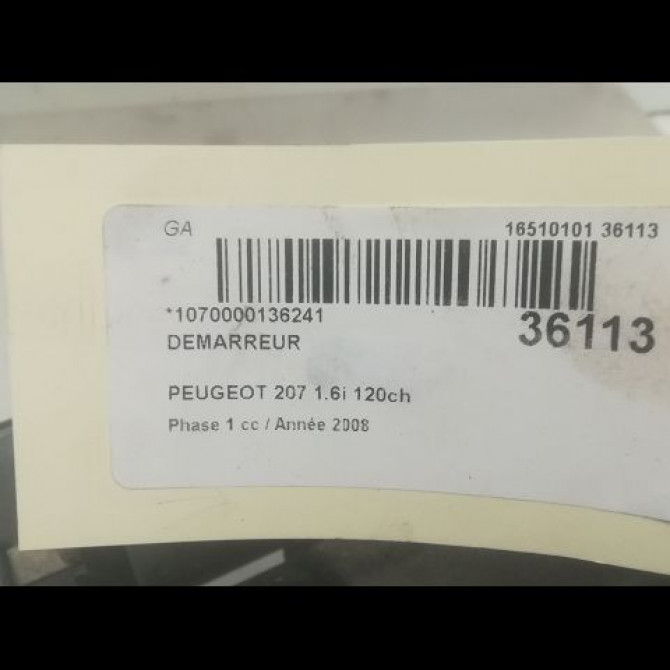 GA 16510101 36113
*1070000136241 36113
DEMARREUR
PEUGEOT 207 1.6i 120ch
Phase 1 cc / Année 2008